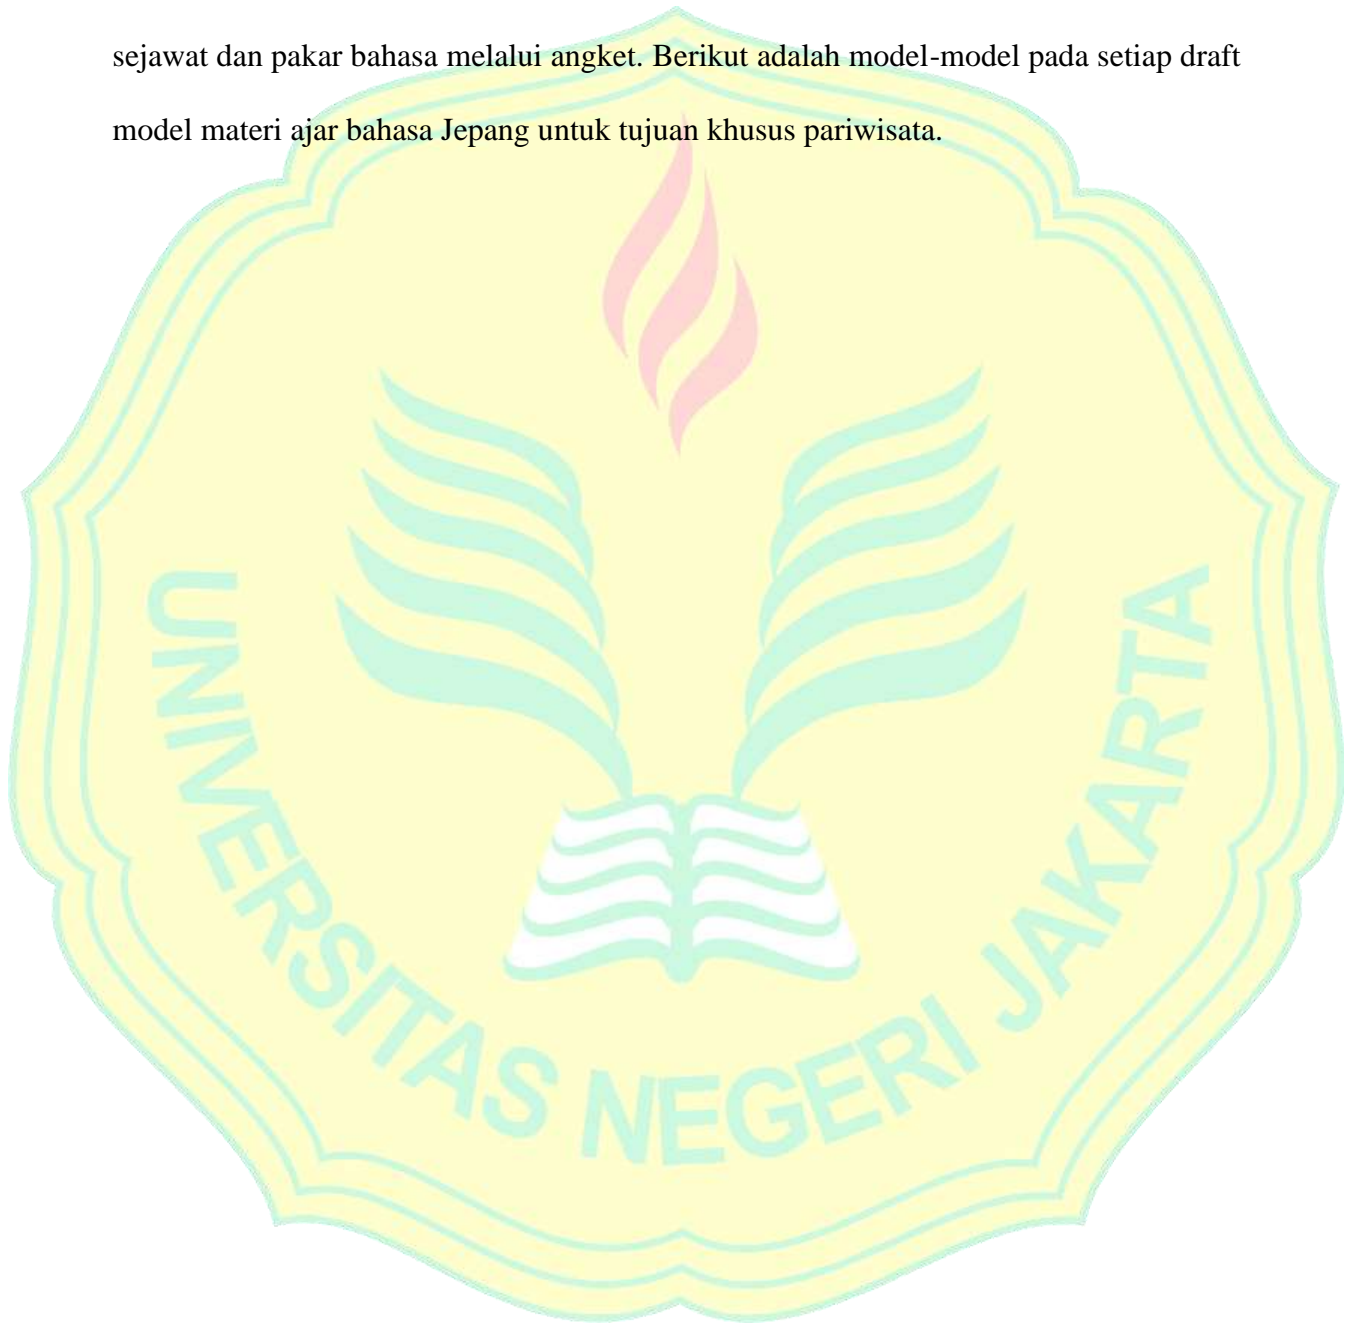 sejawat dan pakar bahasa melalui angket. Berikut adalah model-model pada setiap draft
model materi ajar bahasa Jepang untuk tujuan khusus pariwisata.
UNIVERSITAS NEGERI JAKARTA